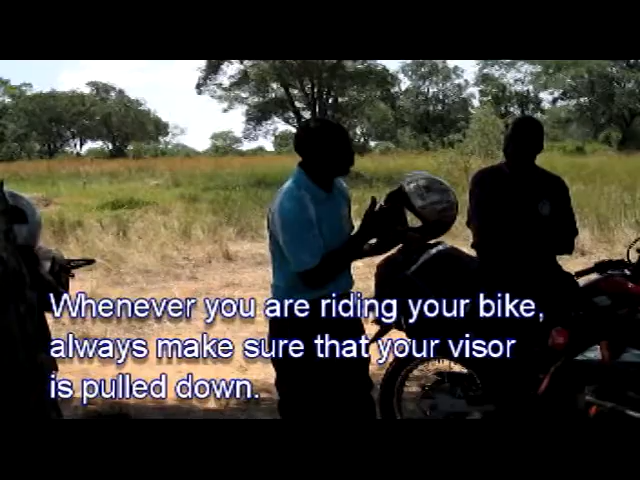 Whenever you are riding your bike,
always make sure that your visor
is pulled down.